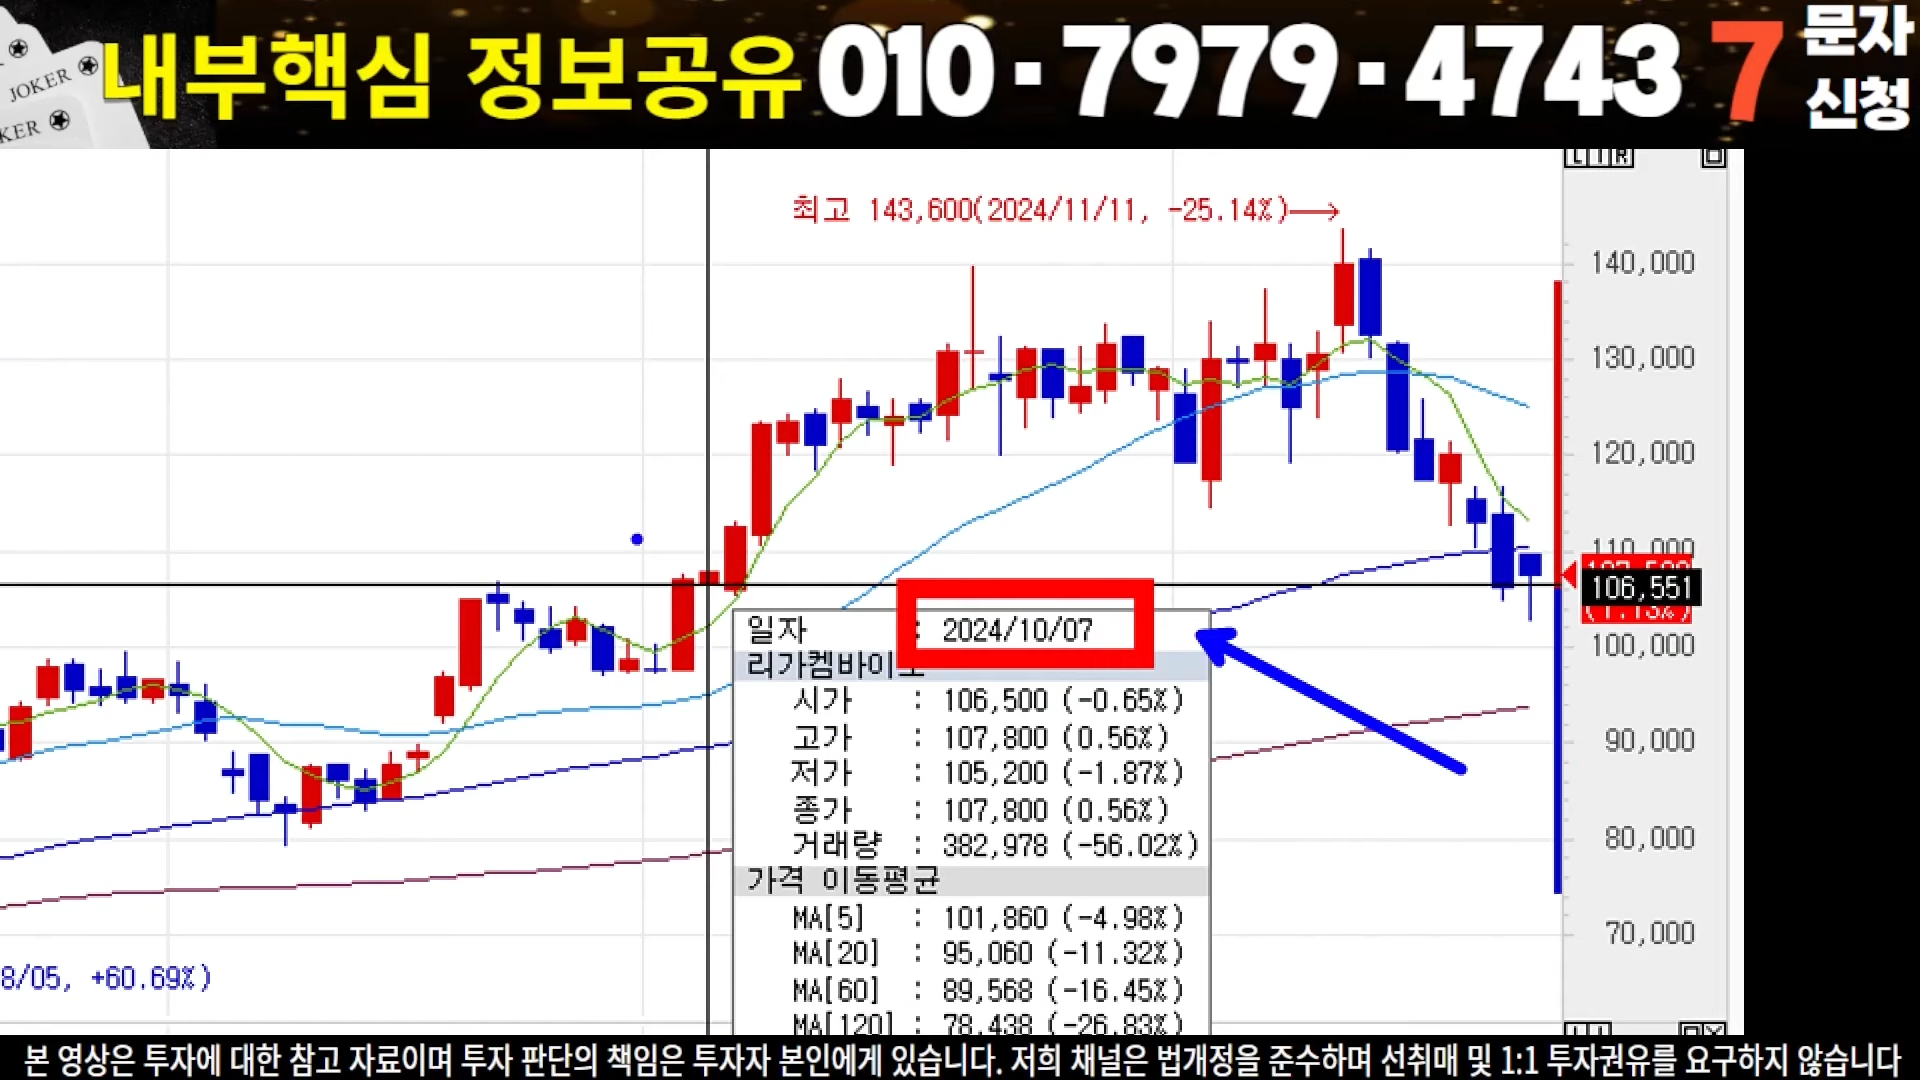 JOKER
KER
내부핵심 정보공유 010·7979·4743 7 문자
신청
최고 143,600(2024/11/11, -25.14%)
140,000
130,000
120,000
110,000
106,551
100,000
90,000
80,000
70,000
일자 : 2024/10/07
리가켐바이오
시가 : 106,500 (-0.65%)
고가 : 107,800 (0.56%)
저가 : 105,200 (-1.87%)
종가 : 107,800 (0.56%)
거래량 : 382,978 (-56.02%)
가격 이동평균
MA[5] : 101,860 (-4.98%)
MA[20] : 95,060 (-11.32%)
MA[60] : 89,568 (-16.45%)
MA[120] : 78,438 (-26.83%)
8/05, +60.69%)
본 영상은 투자에 대한 참고 자료이며 투자 판단의 책임은 투자자 본인에게 있습니다. 저희 채널은 법개정을 준수하며 선취매 및 1:1 투자권유를 요구하지 않습니다